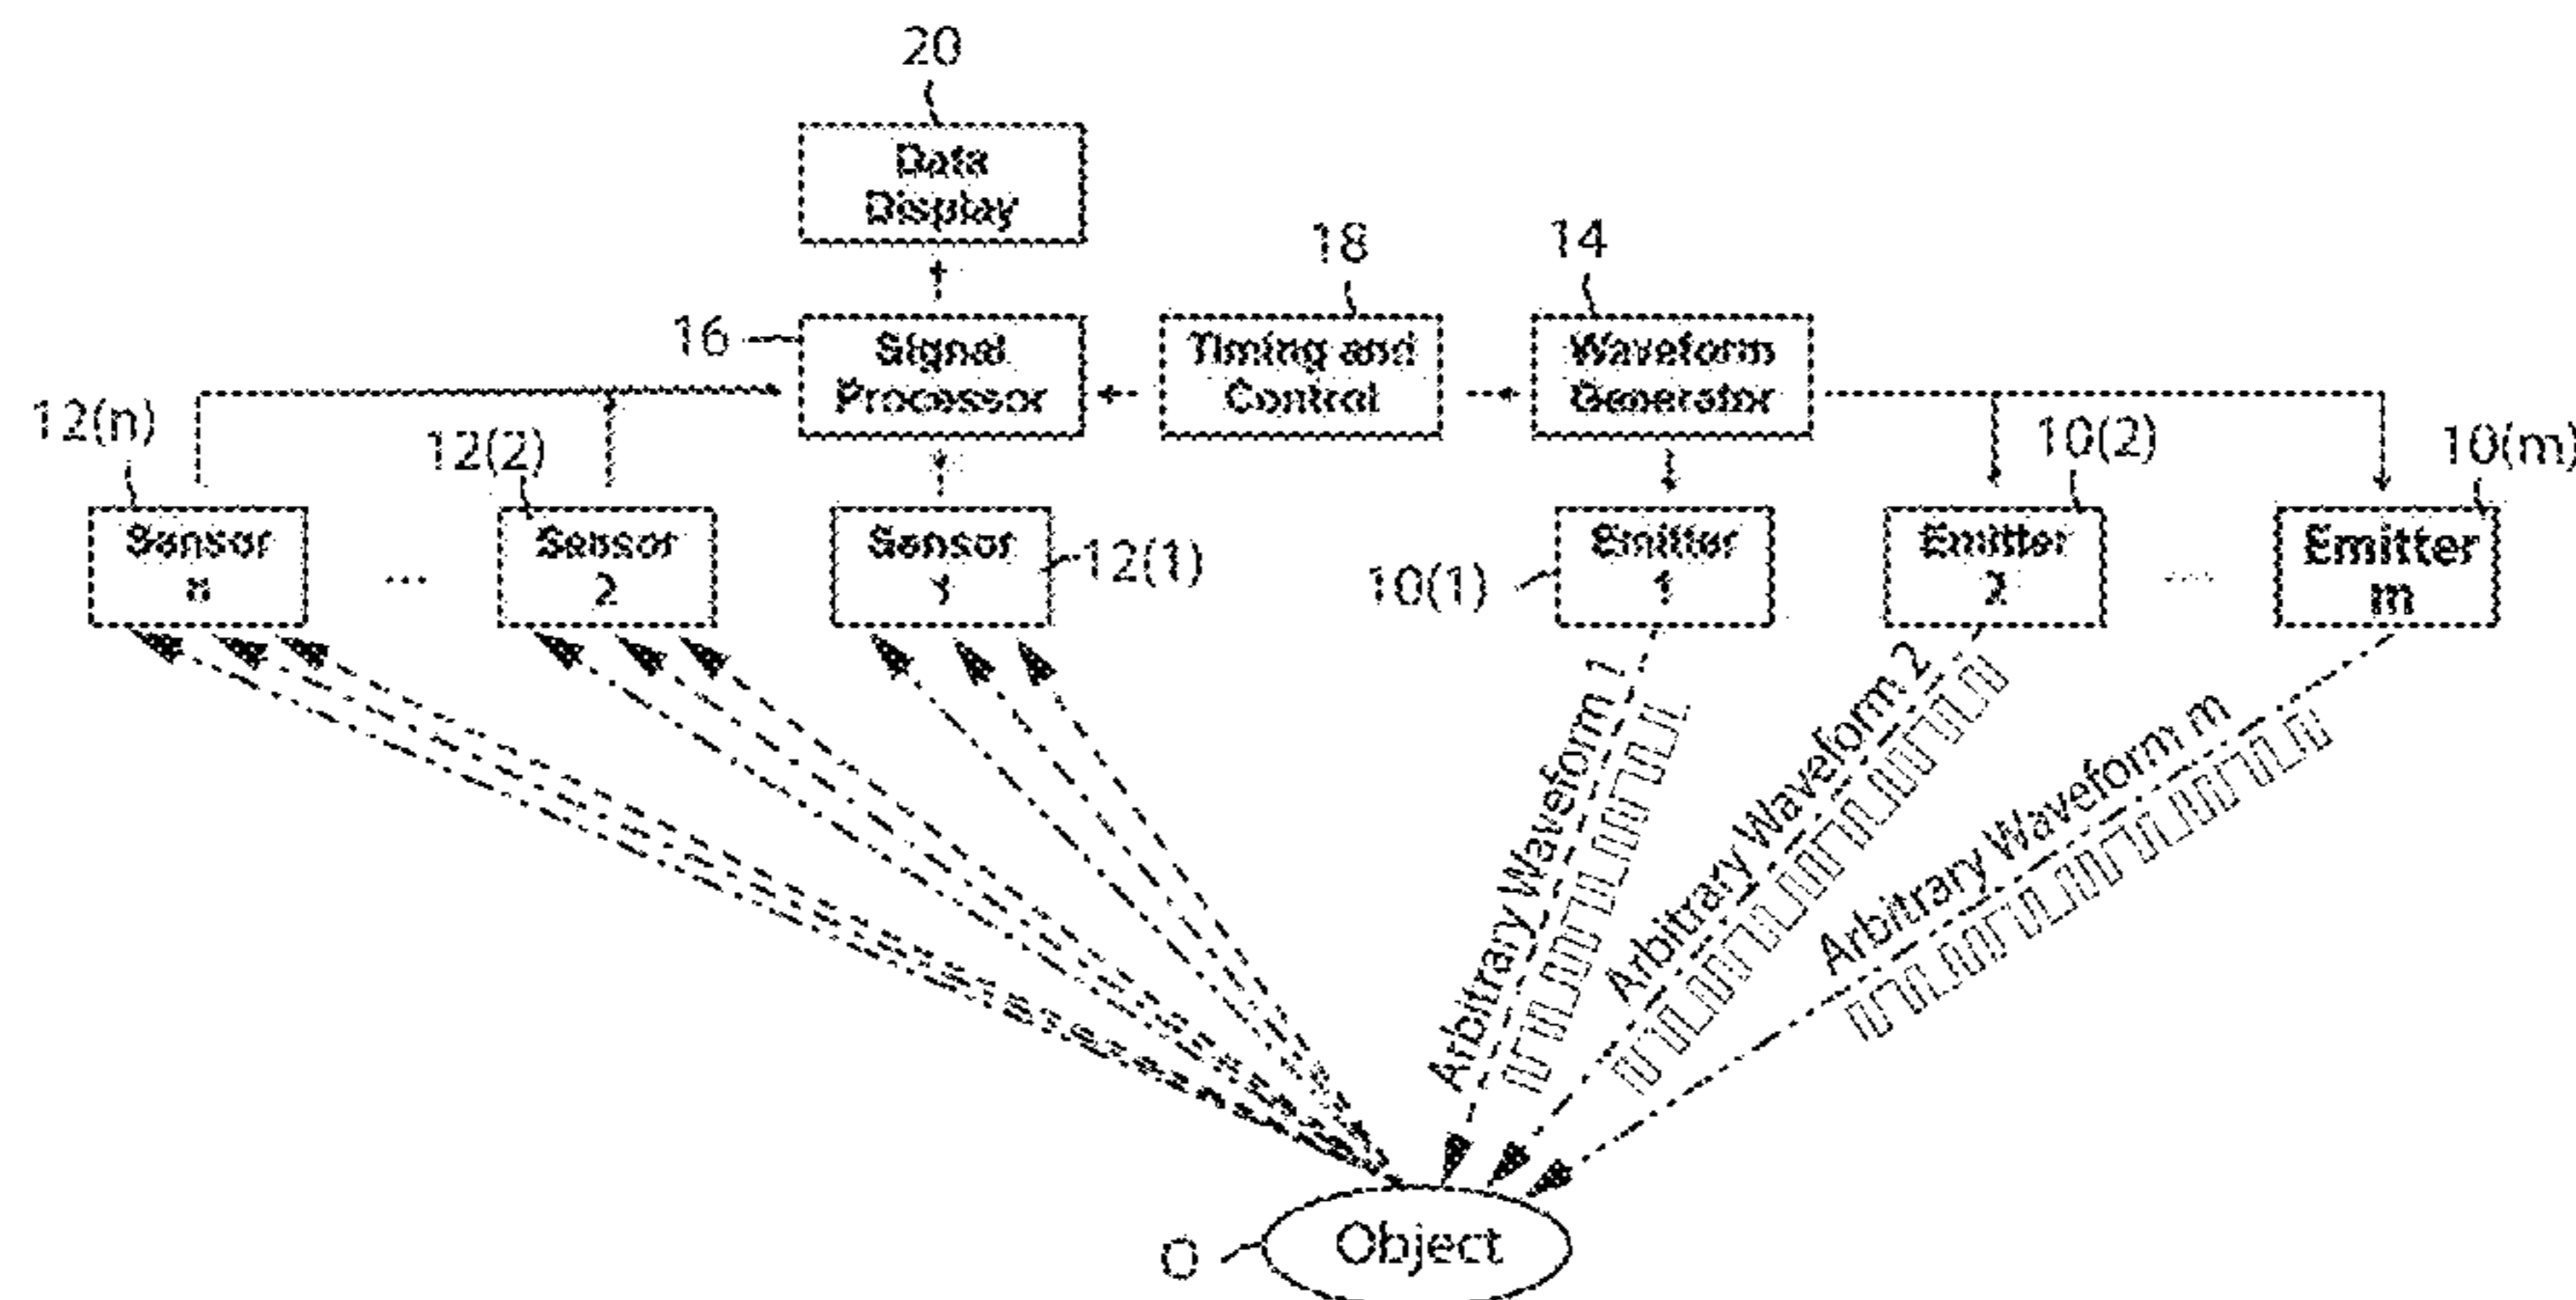 20
Data
Display
18
14
16
Signal
Processor
Timing and
Control
Waveform
Generator
12(n)
12(2)
10(2)
10(m)
Sensor
n
...
Sensor
2
Sensor
1
12(1)
10(1)
Emitter
1
Emitter
2
...
Emitter
m
Arbitrary Waveform 1
Arbitrary Waveform 2
Arbitrary Waveform m
O
Object